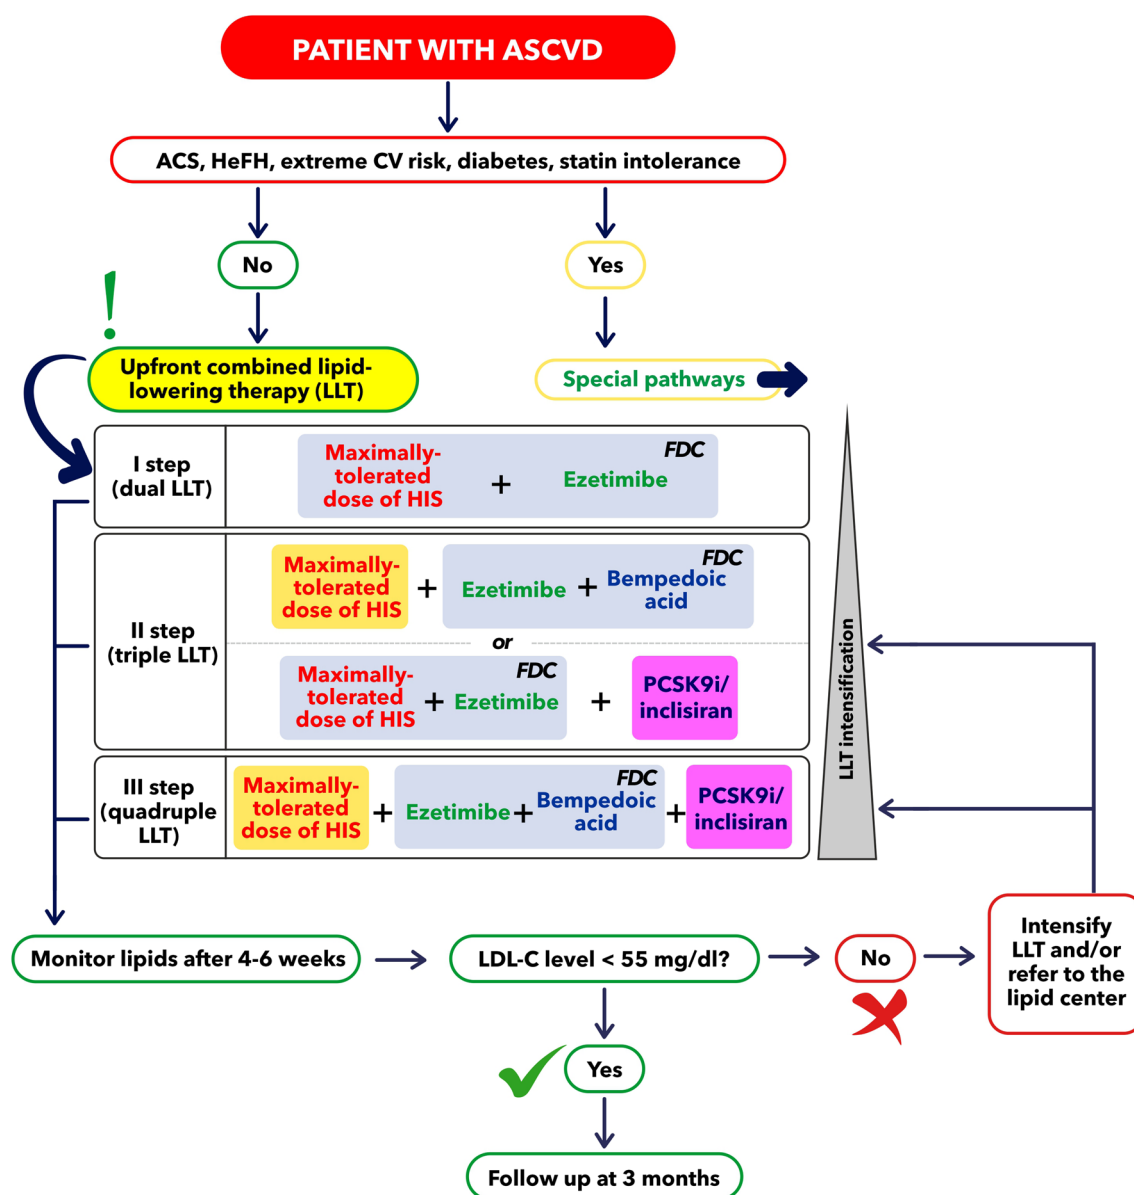 PATIENT WITH ASCVD
ACS, HeFH, extreme CV risk, diabetes, statin intolerance
No
Yes
Upfront combined lipid-
lowering therapy (LLT)
!
Special pathways
I step
(dual LLT)
Maximally-
tolerated
dose of HIS
+
Ezetimibe
FDC
II step
(triple LLT)
Maximally-
tolerated
dose of HIS
+
Ezetimibe
+
Bempedoic
acid
FDC
or
Maximally-
tolerated
dose of HIS
+
Ezetimibe
FDC
+
PCSK9i/
inclisiran
III step
(quadruple
LLT)
Maximally-
tolerated
dose of HIS
+
Ezetimibe
+
Bempedoic
acid
FDC
+
PCSK9i/
inclisiran
LLT intensification
Monitor lipids after 4-6 weeks
LDL-C level < 55 mg/dl?
No
Intensify
LLT and/or
refer to the
lipid center
Yes
Follow up at 3 months